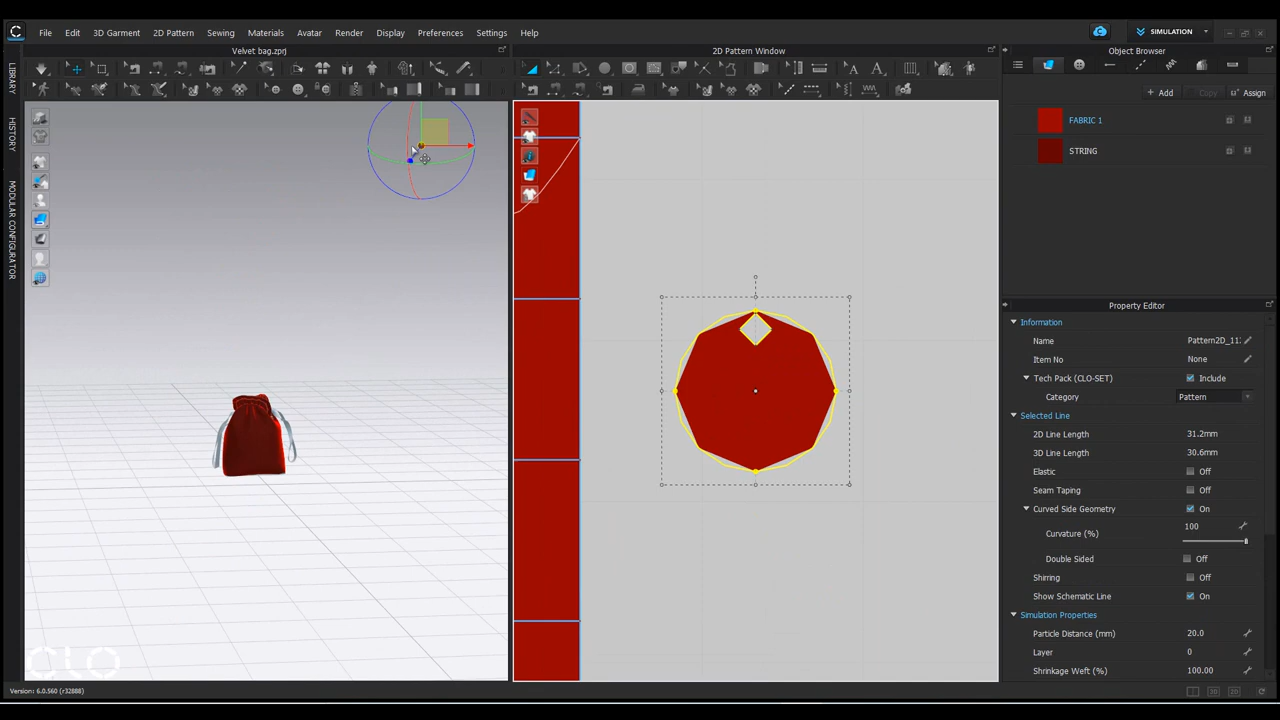 File Edit 3D Garment 2D Pattern Sewing Materials Avatar Render Display Preferences Settings Help SIMULATION
Velvet bag.zprj 2D Pattern Window Object Browser
LIBRARY
HISTORY
MODULAR CONFIGURATOR
+ Add Copy Assign
FABRIC 1
STRING
Property Editor
Information
Name Pattern2D_11
Item No None
Tech Pack (CLO-SET) Include
Category Pattern
Selected Line
2D Line Length 31.2mm
3D Line Length 30.6mm
Elastic Off
Seam Taping Off
Curved Side Geometry On
Curvature (%) 100
Double Sided Off
Shirring Off
Show Schematic Line On
Simulation Properties
Particle Distance (mm) 20.0
Layer 0
Shrinkage Weft (%) 100.00
CLO
Version: 6.0.560 (r32888) 3D 2D